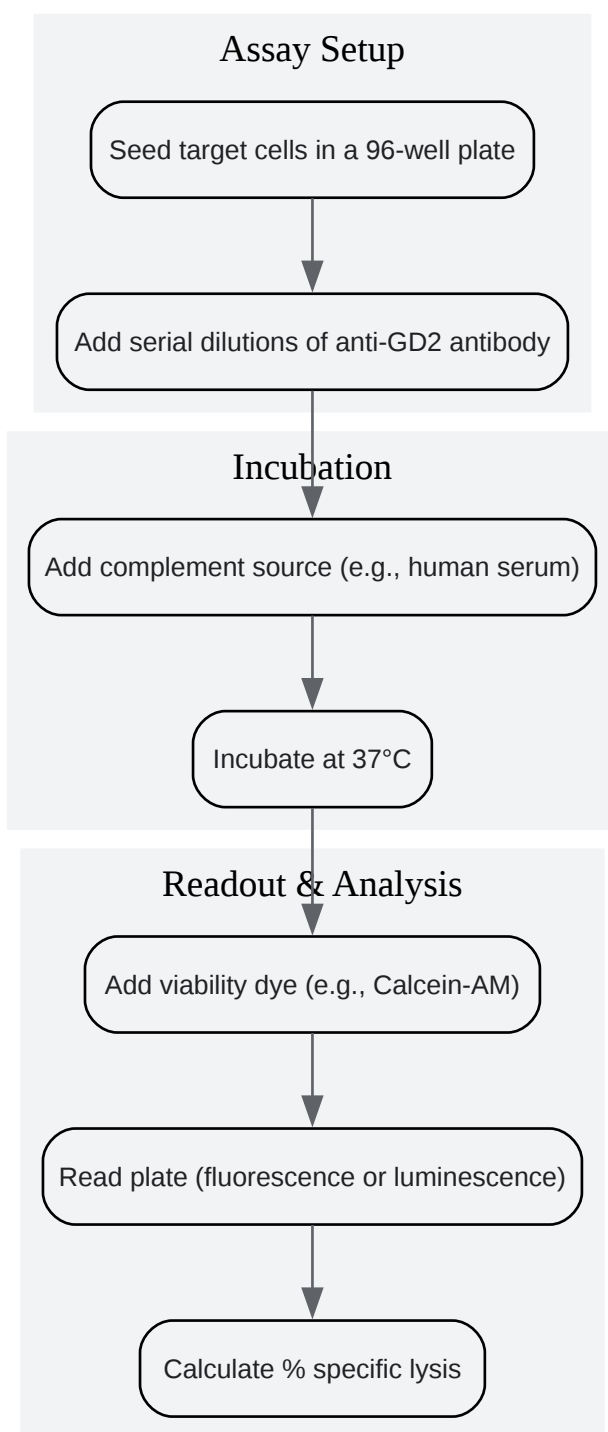 Assay Setup
Seed target cells in a 96-well plate
Add serial dilutions of anti-GD2 antibody
Incubation
Add complement source (e.g., human serum)
Incubate at 37°C
Readout & Analysis
Add viability dye (e.g., Calcein-AM)
Read plate (fluorescence or luminescence)
Calculate % specific lysis